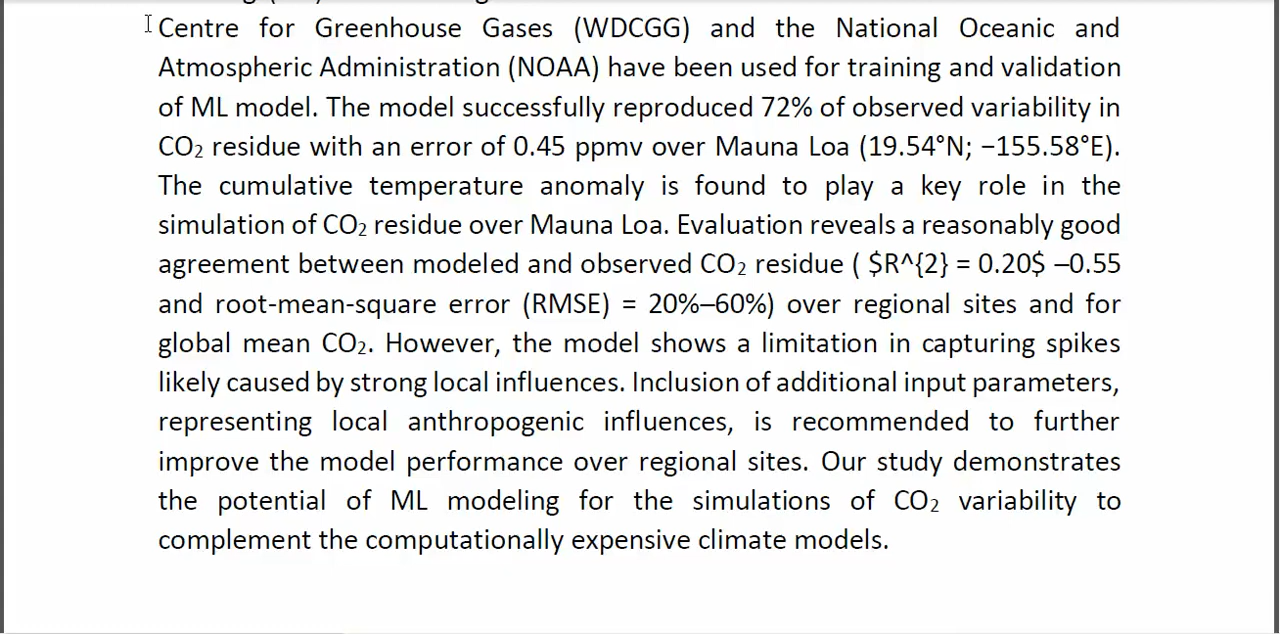 Centre for Greenhouse Gases (WDCGG) and the National Oceanic and
Atmospheric Administration (NOAA) have been used for training and validation
of ML model. The model successfully reproduced 72% of observed variability in
CO₂ residue with an error of 0.45 ppmv over Mauna Loa (19.54°N; −155.58°E).
The cumulative temperature anomaly is found to play a key role in the
simulation of CO₂ residue over Mauna Loa. Evaluation reveals a reasonably good
agreement between modeled and observed CO₂ residue ( $R^{2} = 0.20$ –0.55
and root-mean-square error (RMSE) = 20%–60%) over regional sites and for
global mean CO₂. However, the model shows a limitation in capturing spikes
likely caused by strong local influences. Inclusion of additional input parameters,
representing local anthropogenic influences, is recommended to further
improve the model performance over regional sites. Our study demonstrates
the potential of ML modeling for the simulations of CO₂ variability to
complement the computationally expensive climate models.